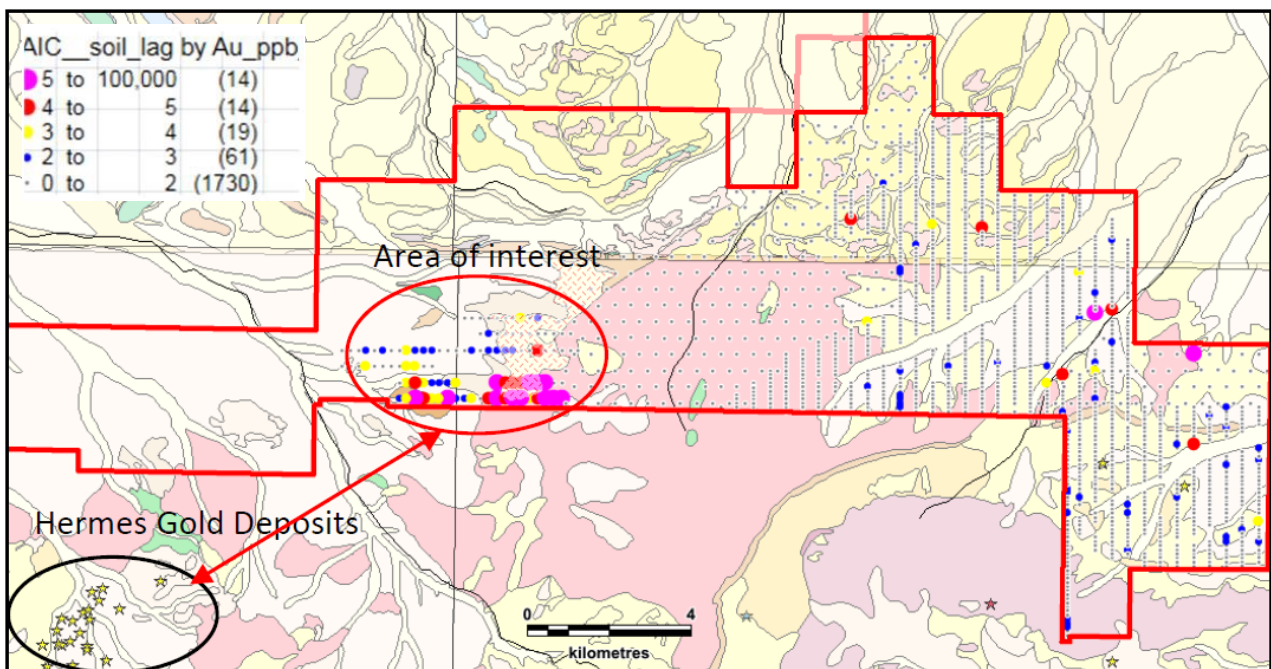 AIC__soil_lag by Au_ppb
5 to 100,000 (14)
4 to 5 (14)
3 to 4 (19)
2 to 3 (61)
0 to 2 (1730)
Area of interest
Hermes Gold Deposits
0 4
kilometres